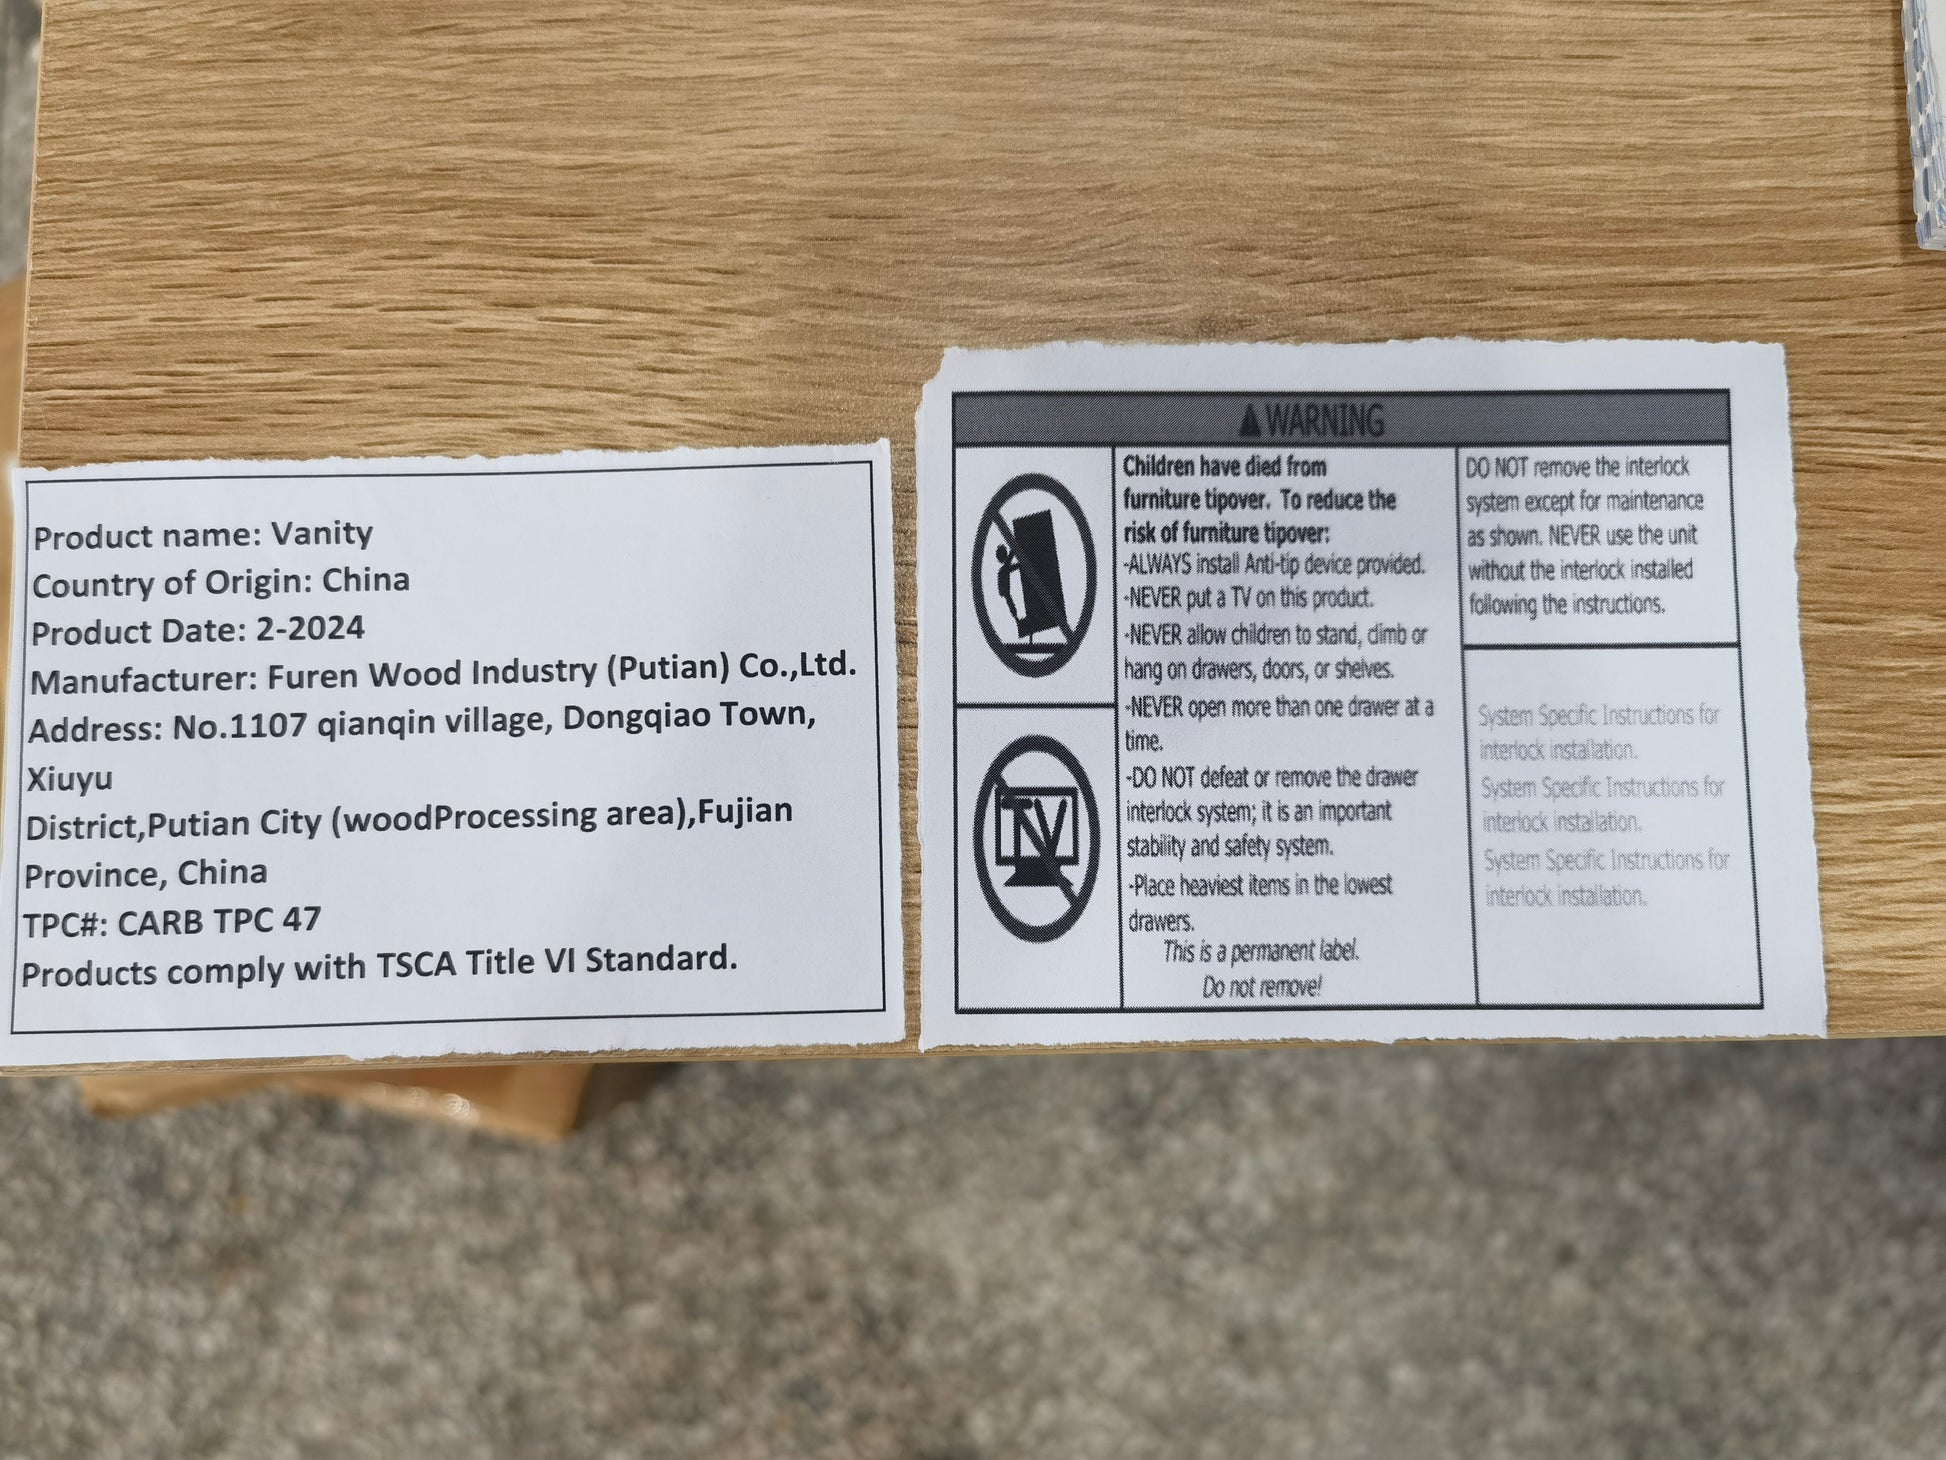 Product name: Vanity
Country of Origin: China
Product Date: 2-2024
Manufacturer: Furen Wood Industry (Putian) Co.,Ltd.
Address: No.1107 qianqin village, Dongqiao Town,
Xiuyu
District,Putian City (woodProcessing area),Fujian
Province, China
TPC#: CARB TPC 47
Products comply with TSCA Title VI Standard.
WARNING
Children have died from
furniture tipover. To reduce the
risk of furniture tipover:
-ALWAYS install Anti-tip device provided.
-NEVER put a TV on this product.
-NEVER allow children to stand, climb or
hang on drawers, doors, or shelves.
-NEVER open more than one drawer at a
time.
-DO NOT defeat or remove the drawer
interlock system; it is an important
stability and safety system.
-Place heaviest items in the lowest
drawers.
This is a permanent label.
Do not remove!
TV
DO NOT remove the interlock
system except for maintenance
as shown. NEVER use the unit
without the interlock installed
following the instructions.
System Specific Instructions for
interlock installation.
System Specific Instructions for
interlock installation.
System Specific Instructions for
interlock installation.